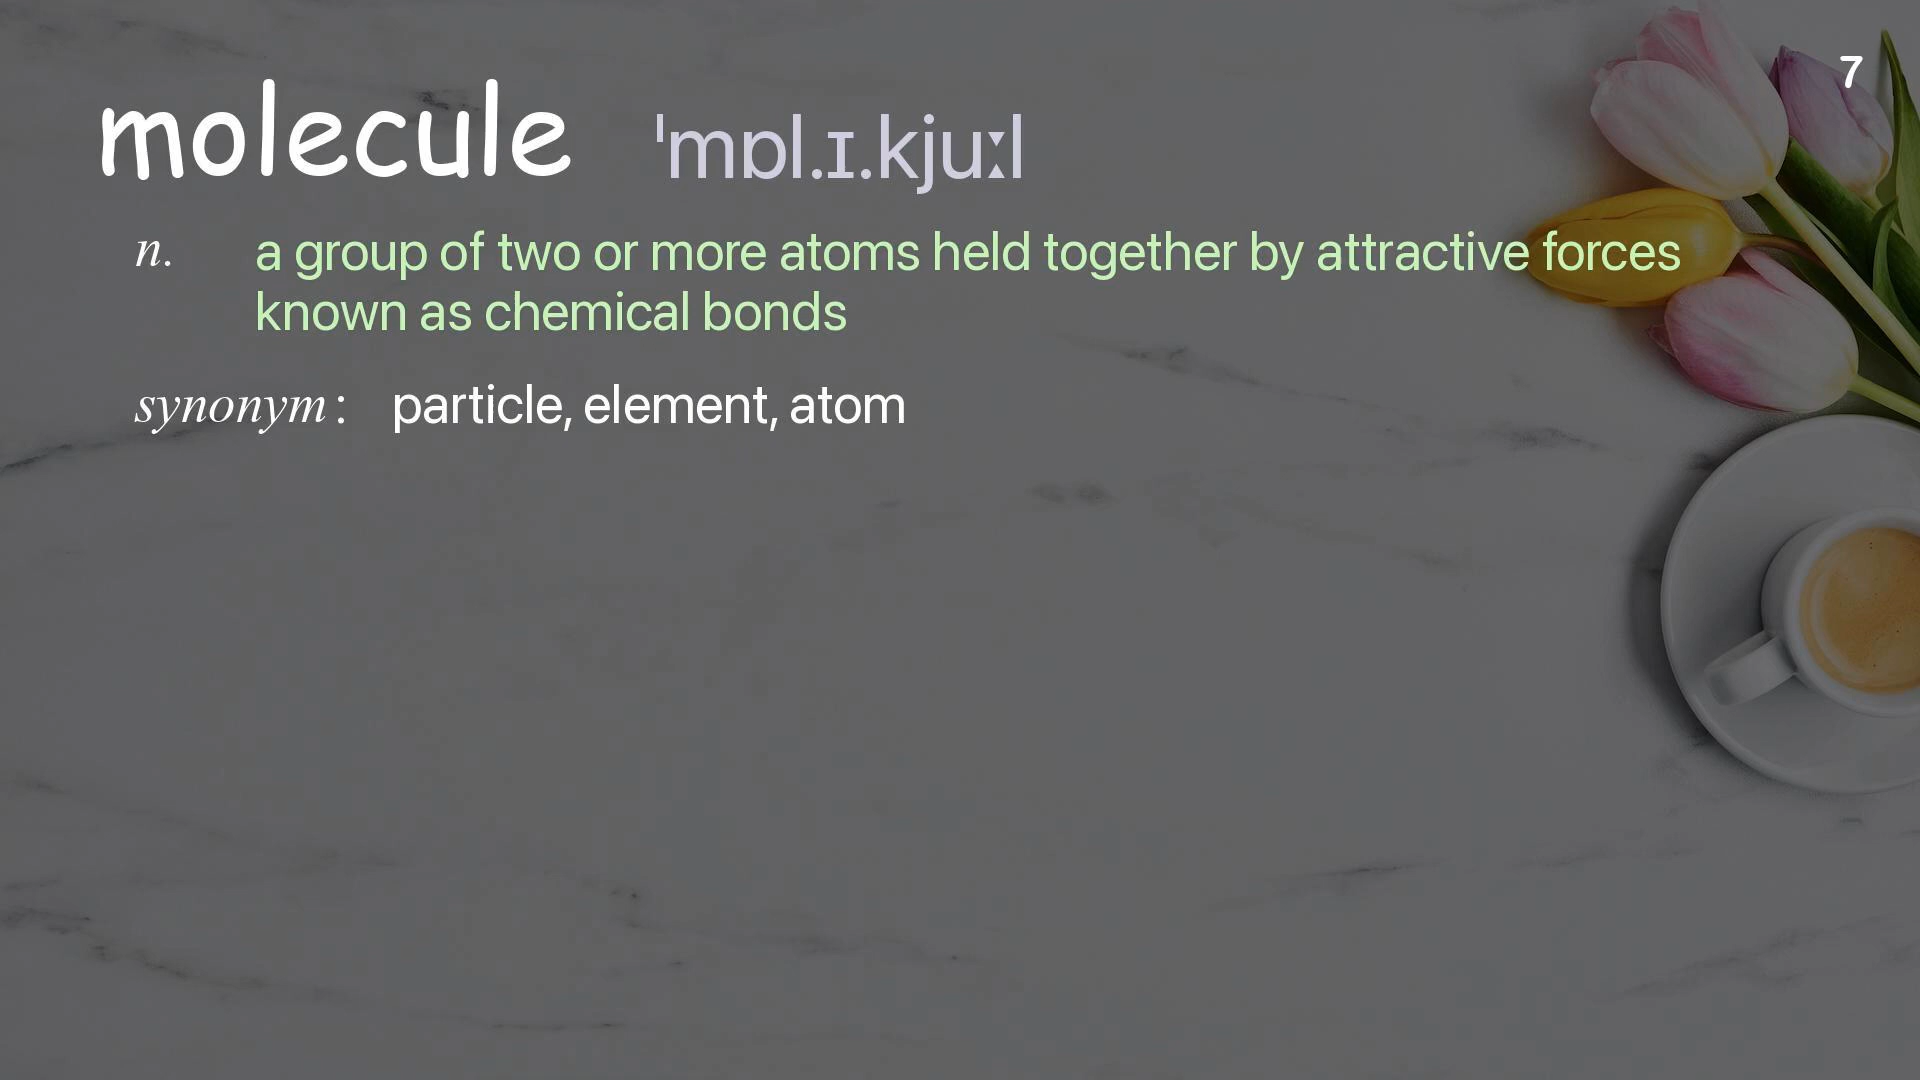 7
molecule ˈmɒl.ɪ.kjuːl
n. a group of two or more atoms held together by attractive forces
known as chemical bonds
synonym : particle, element, atom